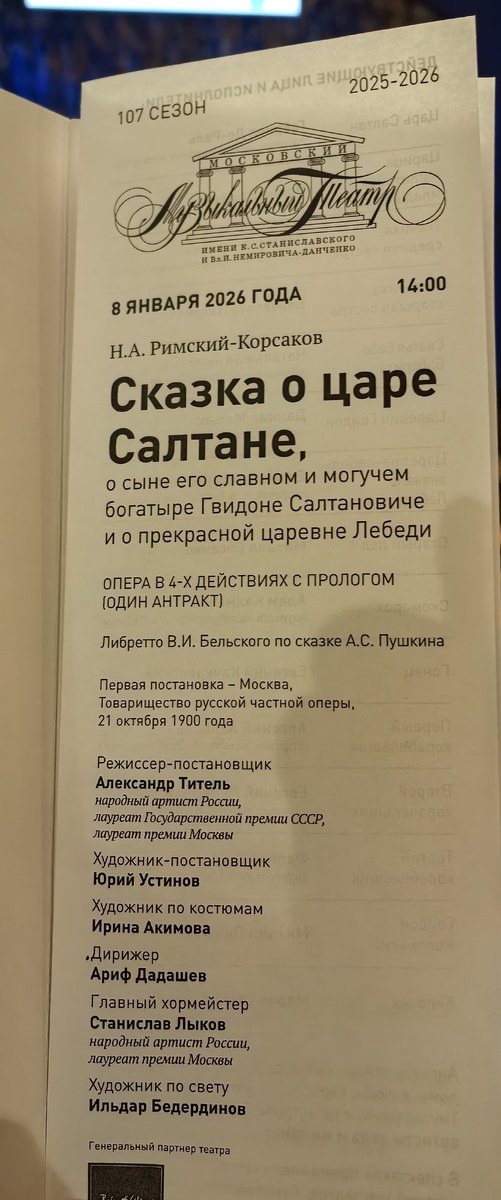 107 СЕЗОН
2025-2026
МОСКОВСКИЙ
Музыкальный Театр
ИМЕНИ К.С.СТАНИСЛАВСКОГО
И Вл.И.НЕМИРОВИЧА-ДАНЧЕНКО
8 ЯНВАРЯ 2026 ГОДА
14:00
Н.А. Римский-Корсаков
Сказка о царе
Салтане,
о сыне его славном и могучем
богатыре Гвидоне Салтановиче
и о прекрасной царевне Лебеди
ОПЕРА В 4-Х ДЕЙСТВИЯХ С ПРОЛОГОМ
(ОДИН АНТРАКТ)
Либретто В.И. Бельского по сказке А.С. Пушкина
Первая постановка – Москва,
Товарищество русской частной оперы,
21 октября 1900 года
Режиссер-постановщик
Александр Титель
народный артист России,
лауреат Государственной премии СССР,
лауреат премии Москвы
Художник-постановщик
Юрий Устинов
Художник по костюмам
Ирина Акимова
Дирижер
Ариф Дадашев
Главный хормейстер
Станислав Лыков
народный артист России,
лауреат премии Москвы
Художник по свету
Ильдар Бедердинов
Генеральный партнер театра